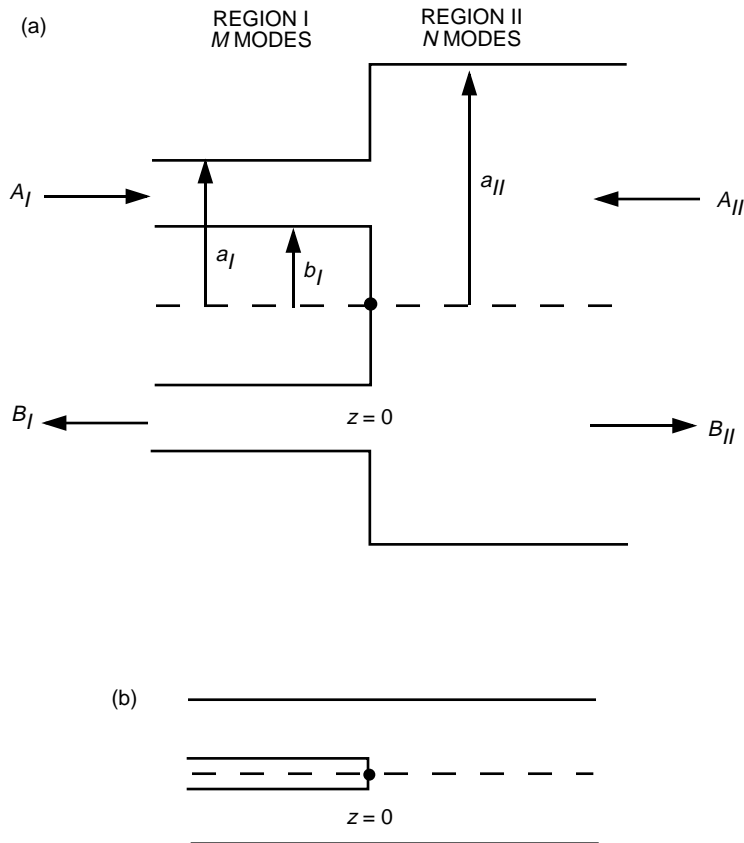 (a)
REGION I
M MODES
REGION II
N MODES
A_I
a_I
b_I
a_II
A_II
B_I
z = 0
B_II
(b)
z = 0